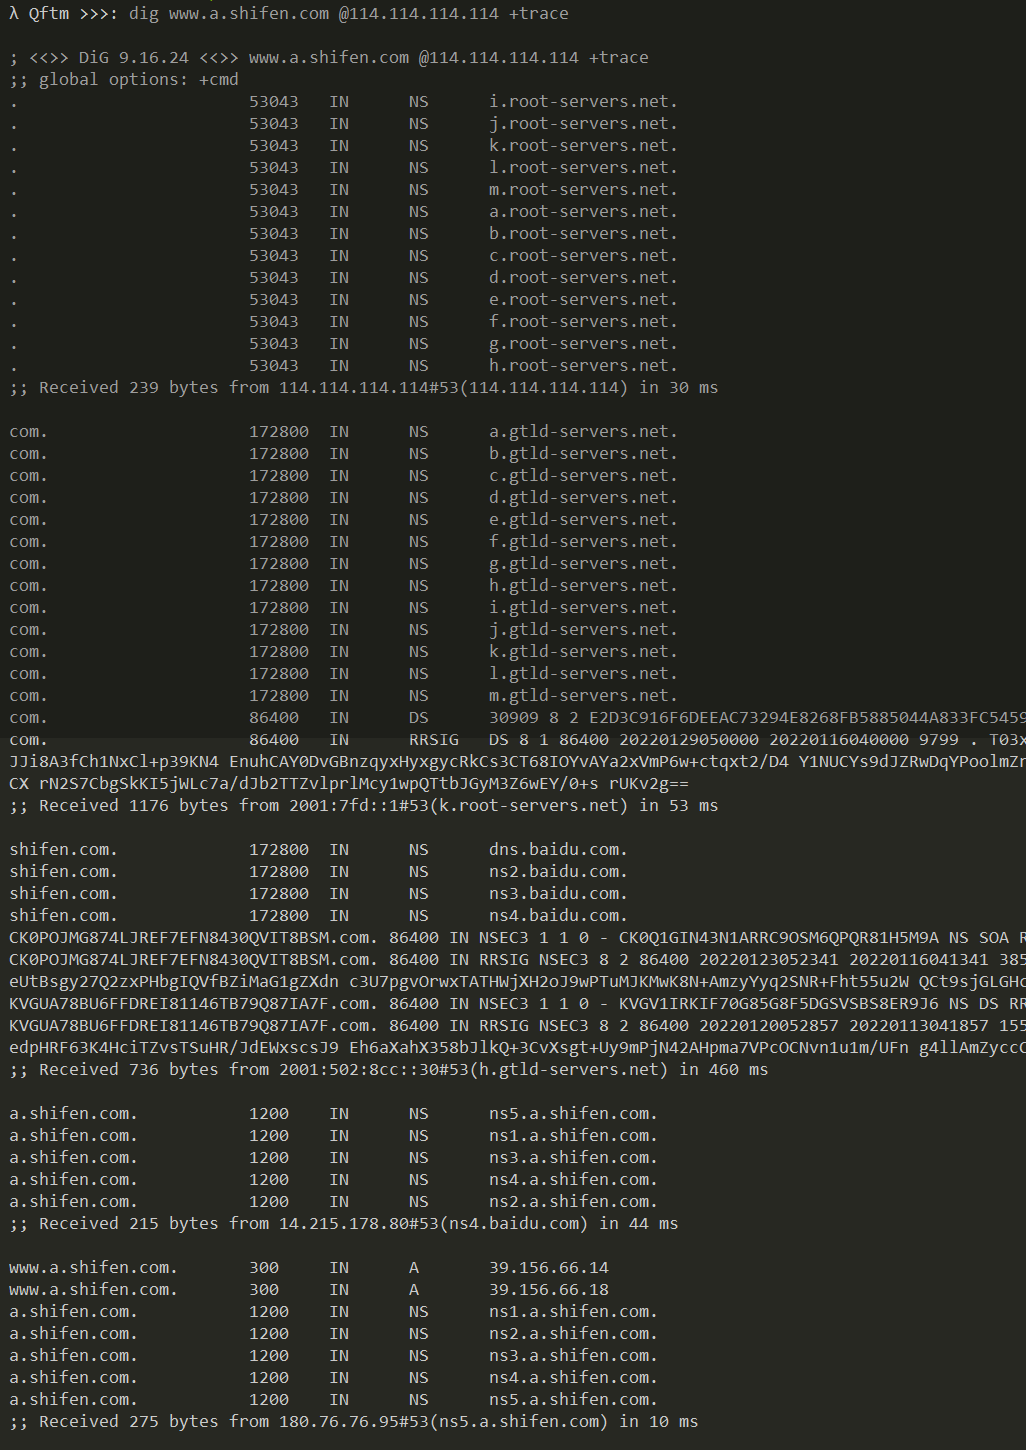 λ Qftm >>>: dig www.a.shifen.com @114.114.114.114 +trace
; <<>> DiG 9.16.24 <<>> www.a.shifen.com @114.114.114.114 +trace
;; global options: +cmd
. 53043 IN NS i.root-servers.net.
. 53043 IN NS j.root-servers.net.
. 53043 IN NS k.root-servers.net.
. 53043 IN NS l.root-servers.net.
. 53043 IN NS m.root-servers.net.
. 53043 IN NS a.root-servers.net.
. 53043 IN NS b.root-servers.net.
. 53043 IN NS c.root-servers.net.
. 53043 IN NS d.root-servers.net.
. 53043 IN NS e.root-servers.net.
. 53043 IN NS f.root-servers.net.
. 53043 IN NS g.root-servers.net.
. 53043 IN NS h.root-servers.net.
;; Received 239 bytes from 114.114.114.114#53(114.114.114.114) in 30 ms
com. 172800 IN NS a.gtld-servers.net.
com. 172800 IN NS b.gtld-servers.net.
com. 172800 IN NS c.gtld-servers.net.
com. 172800 IN NS d.gtld-servers.net.
com. 172800 IN NS e.gtld-servers.net.
com. 172800 IN NS f.gtld-servers.net.
com. 172800 IN NS g.gtld-servers.net.
com. 172800 IN NS h.gtld-servers.net.
com. 172800 IN NS i.gtld-servers.net.
com. 172800 IN NS j.gtld-servers.net.
com. 172800 IN NS k.gtld-servers.net.
com. 172800 IN NS l.gtld-servers.net.
com. 172800 IN NS m.gtld-servers.net.
com. 86400 IN DS 30909 8 2 E2D3C916F6DEEAC73294E8268FB5885044A833FC5459
com. 86400 IN RRSIG DS 8 1 86400 20220129050000 20220116040000 9799 . T03x
JJi8A3fCh1NxCl+p39KN4 EnuhCAY0DvGBnzqyxHyxgycRkCs3CT68IOYvAYa2xVmP6w+ctqxt2/D4 Y1NUCYs9dJZRwDqYPoolmZr
CX rN2S7CbgSkKI5jWLc7a/dJb2TTZvlprlMcy1wpQTtbJGyM3Z6wEY/0+s rUKv2g==
;; Received 1176 bytes from 2001:7fd::1#53(k.root-servers.net) in 53 ms
shifen.com. 172800 IN NS dns.baidu.com.
shifen.com. 172800 IN NS ns2.baidu.com.
shifen.com. 172800 IN NS ns3.baidu.com.
shifen.com. 172800 IN NS ns4.baidu.com.
CK0POJMG874LJREF7EFN8430QVIT8BSM.com. 86400 IN NSEC3 1 1 0 - CK0Q1GIN43N1ARRC9OSM6QPQR81H5M9A NS SOA R
CK0POJMG874LJREF7EFN8430QVIT8BSM.com. 86400 IN RRSIG NSEC3 8 2 86400 20220123052341 20220116041341 385
eUtBsgy27Q2zxPHbgIQVfBZiMaG1gZXdn c3U7pgvOrwxTATHWjXH2oJ9wPTuMJKMwK8N+AmzyYyq2SNR+Fht55u2W QCt9sjGLGHc
KVGUA78BU6FFDREI81146TB79Q87IA7F.com. 86400 IN NSEC3 1 1 0 - KVGV1IRKIF70G85G8F5DGSVSBS8ER9J6 NS DS RR
KVGUA78BU6FFDREI81146TB79Q87IA7F.com. 86400 IN RRSIG NSEC3 8 2 86400 20220120052857 20220113041857 155
edpHRF63K4HciTZvsTSuHR/JdEWxscsJ9 Eh6aXahX358bJlkQ+3CvXsgt+Uy9mPjN42AHpma7VPcOCNvn1u1m/UFn g4llAmZyccC
;; Received 736 bytes from 2001:502:8cc::30#53(h.gtld-servers.net) in 460 ms
a.shifen.com. 1200 IN NS ns5.a.shifen.com.
a.shifen.com. 1200 IN NS ns1.a.shifen.com.
a.shifen.com. 1200 IN NS ns3.a.shifen.com.
a.shifen.com. 1200 IN NS ns4.a.shifen.com.
a.shifen.com. 1200 IN NS ns2.a.shifen.com.
;; Received 215 bytes from 14.215.178.80#53(ns4.baidu.com) in 44 ms
www.a.shifen.com. 300 IN A 39.156.66.14
www.a.shifen.com. 300 IN A 39.156.66.18
a.shifen.com. 1200 IN NS ns1.a.shifen.com.
a.shifen.com. 1200 IN NS ns2.a.shifen.com.
a.shifen.com. 1200 IN NS ns3.a.shifen.com.
a.shifen.com. 1200 IN NS ns4.a.shifen.com.
a.shifen.com. 1200 IN NS ns5.a.shifen.com.
;; Received 275 bytes from 180.76.76.95#53(ns5.a.shifen.com) in 10 ms